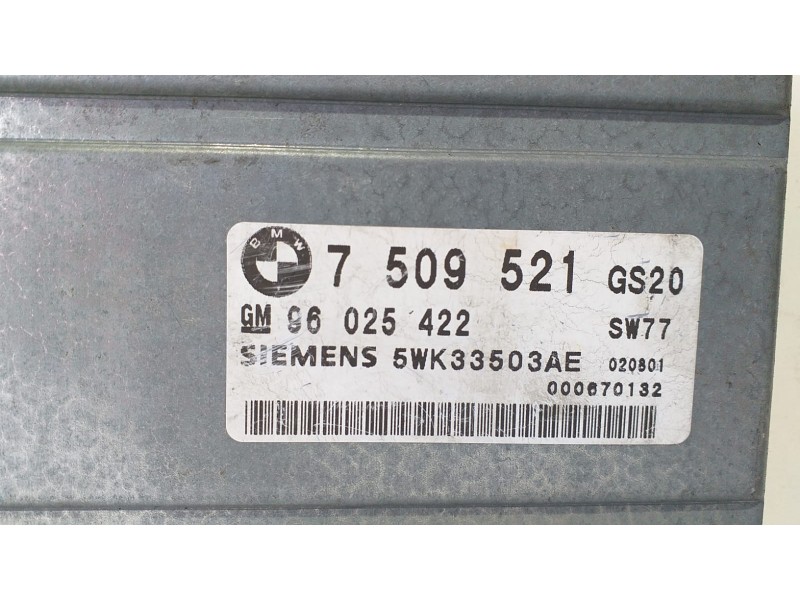 BMW 7 509 521 GS20
GM 96 025 422 SW77
SIEMENS 5WK33503AE 020801
000670132